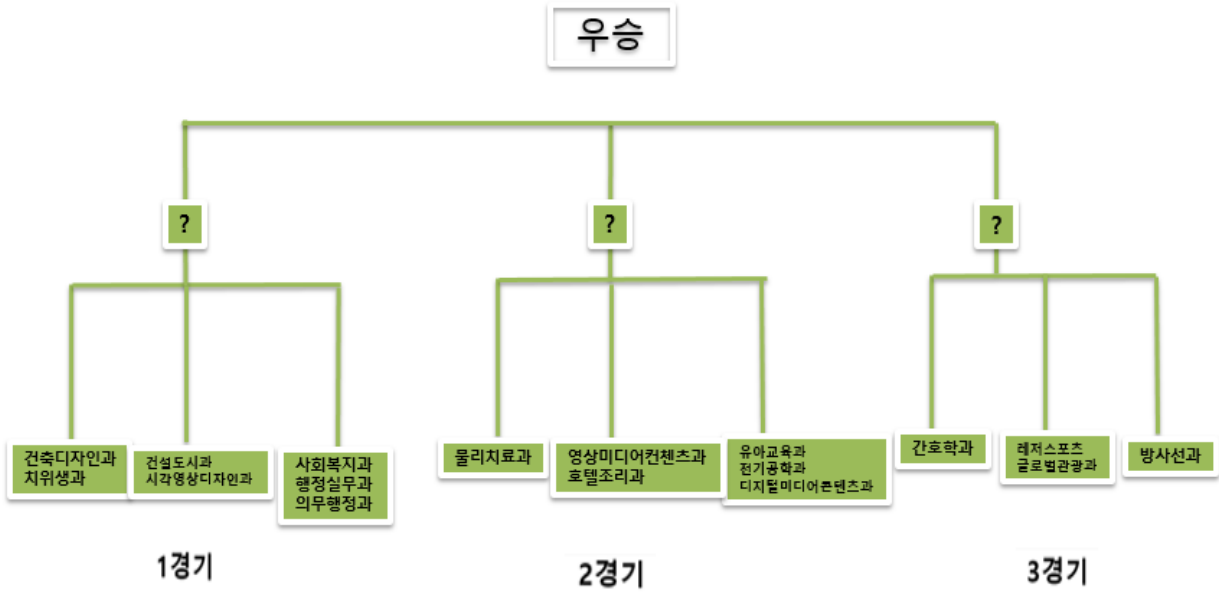 우승
?
?
?
건축디자인과
치위생과
건설도시과
시각영상디자인과
사회복지과
행정실무과
의무행정과
물리치료과
영상미디어컨첸츠과
호텔조리과
유아교육과
전기공학과
디지털미디어콘텐츠과
간호학과
레저스포츠
글로벌관광과
방사선과
1경기
2경기
3경기